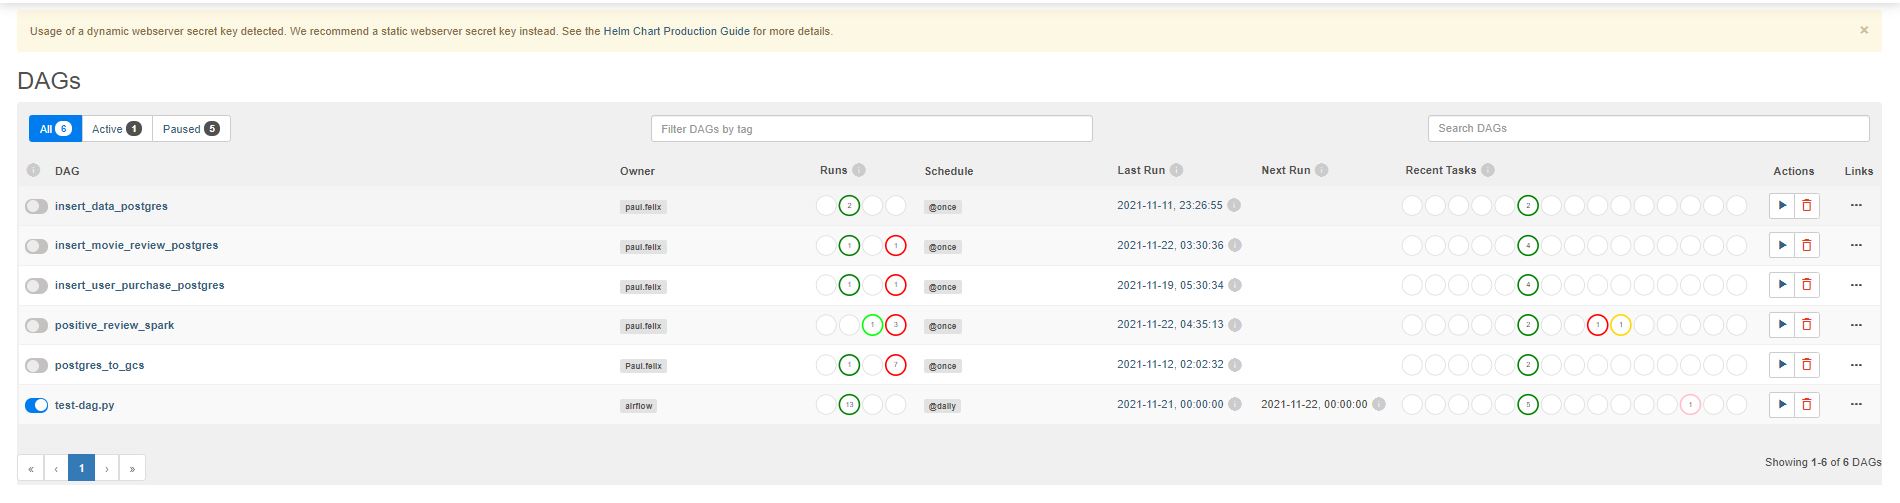 Usage of a dynamic webserver secret key detected. We recommend a static webserver secret key instead. See the Helm Chart Production Guide for more details. ×
DAGs
All 6 Active 1 Paused 5 Filter DAGs by tag Search DAGs
i DAG Owner Runs i Schedule Last Run i Next Run i Recent Tasks i Actions Links
insert_data_postgres paul.felix 2 @once 2021-11-11, 23:26:55 i 2 ...
insert_movie_review_postgres paul.felix 1 1 @once 2021-11-22, 03:30:36 i 4 ...
insert_user_purchase_postgres paul.felix 1 1 @once 2021-11-19, 05:30:34 i 4 ...
positive_review_spark paul.felix 1 3 @once 2021-11-22, 04:35:13 i 2 1 1 ...
postgres_to_gcs Paul.felix 1 7 @once 2021-11-12, 02:02:32 i 2 ...
test-dag.py airflow 13 @daily 2021-11-21, 00:00:00 i 2021-11-22, 00:00:00 i 5 1 ...
« ‹ 1 › » Showing 1-6 of 6 DAGs